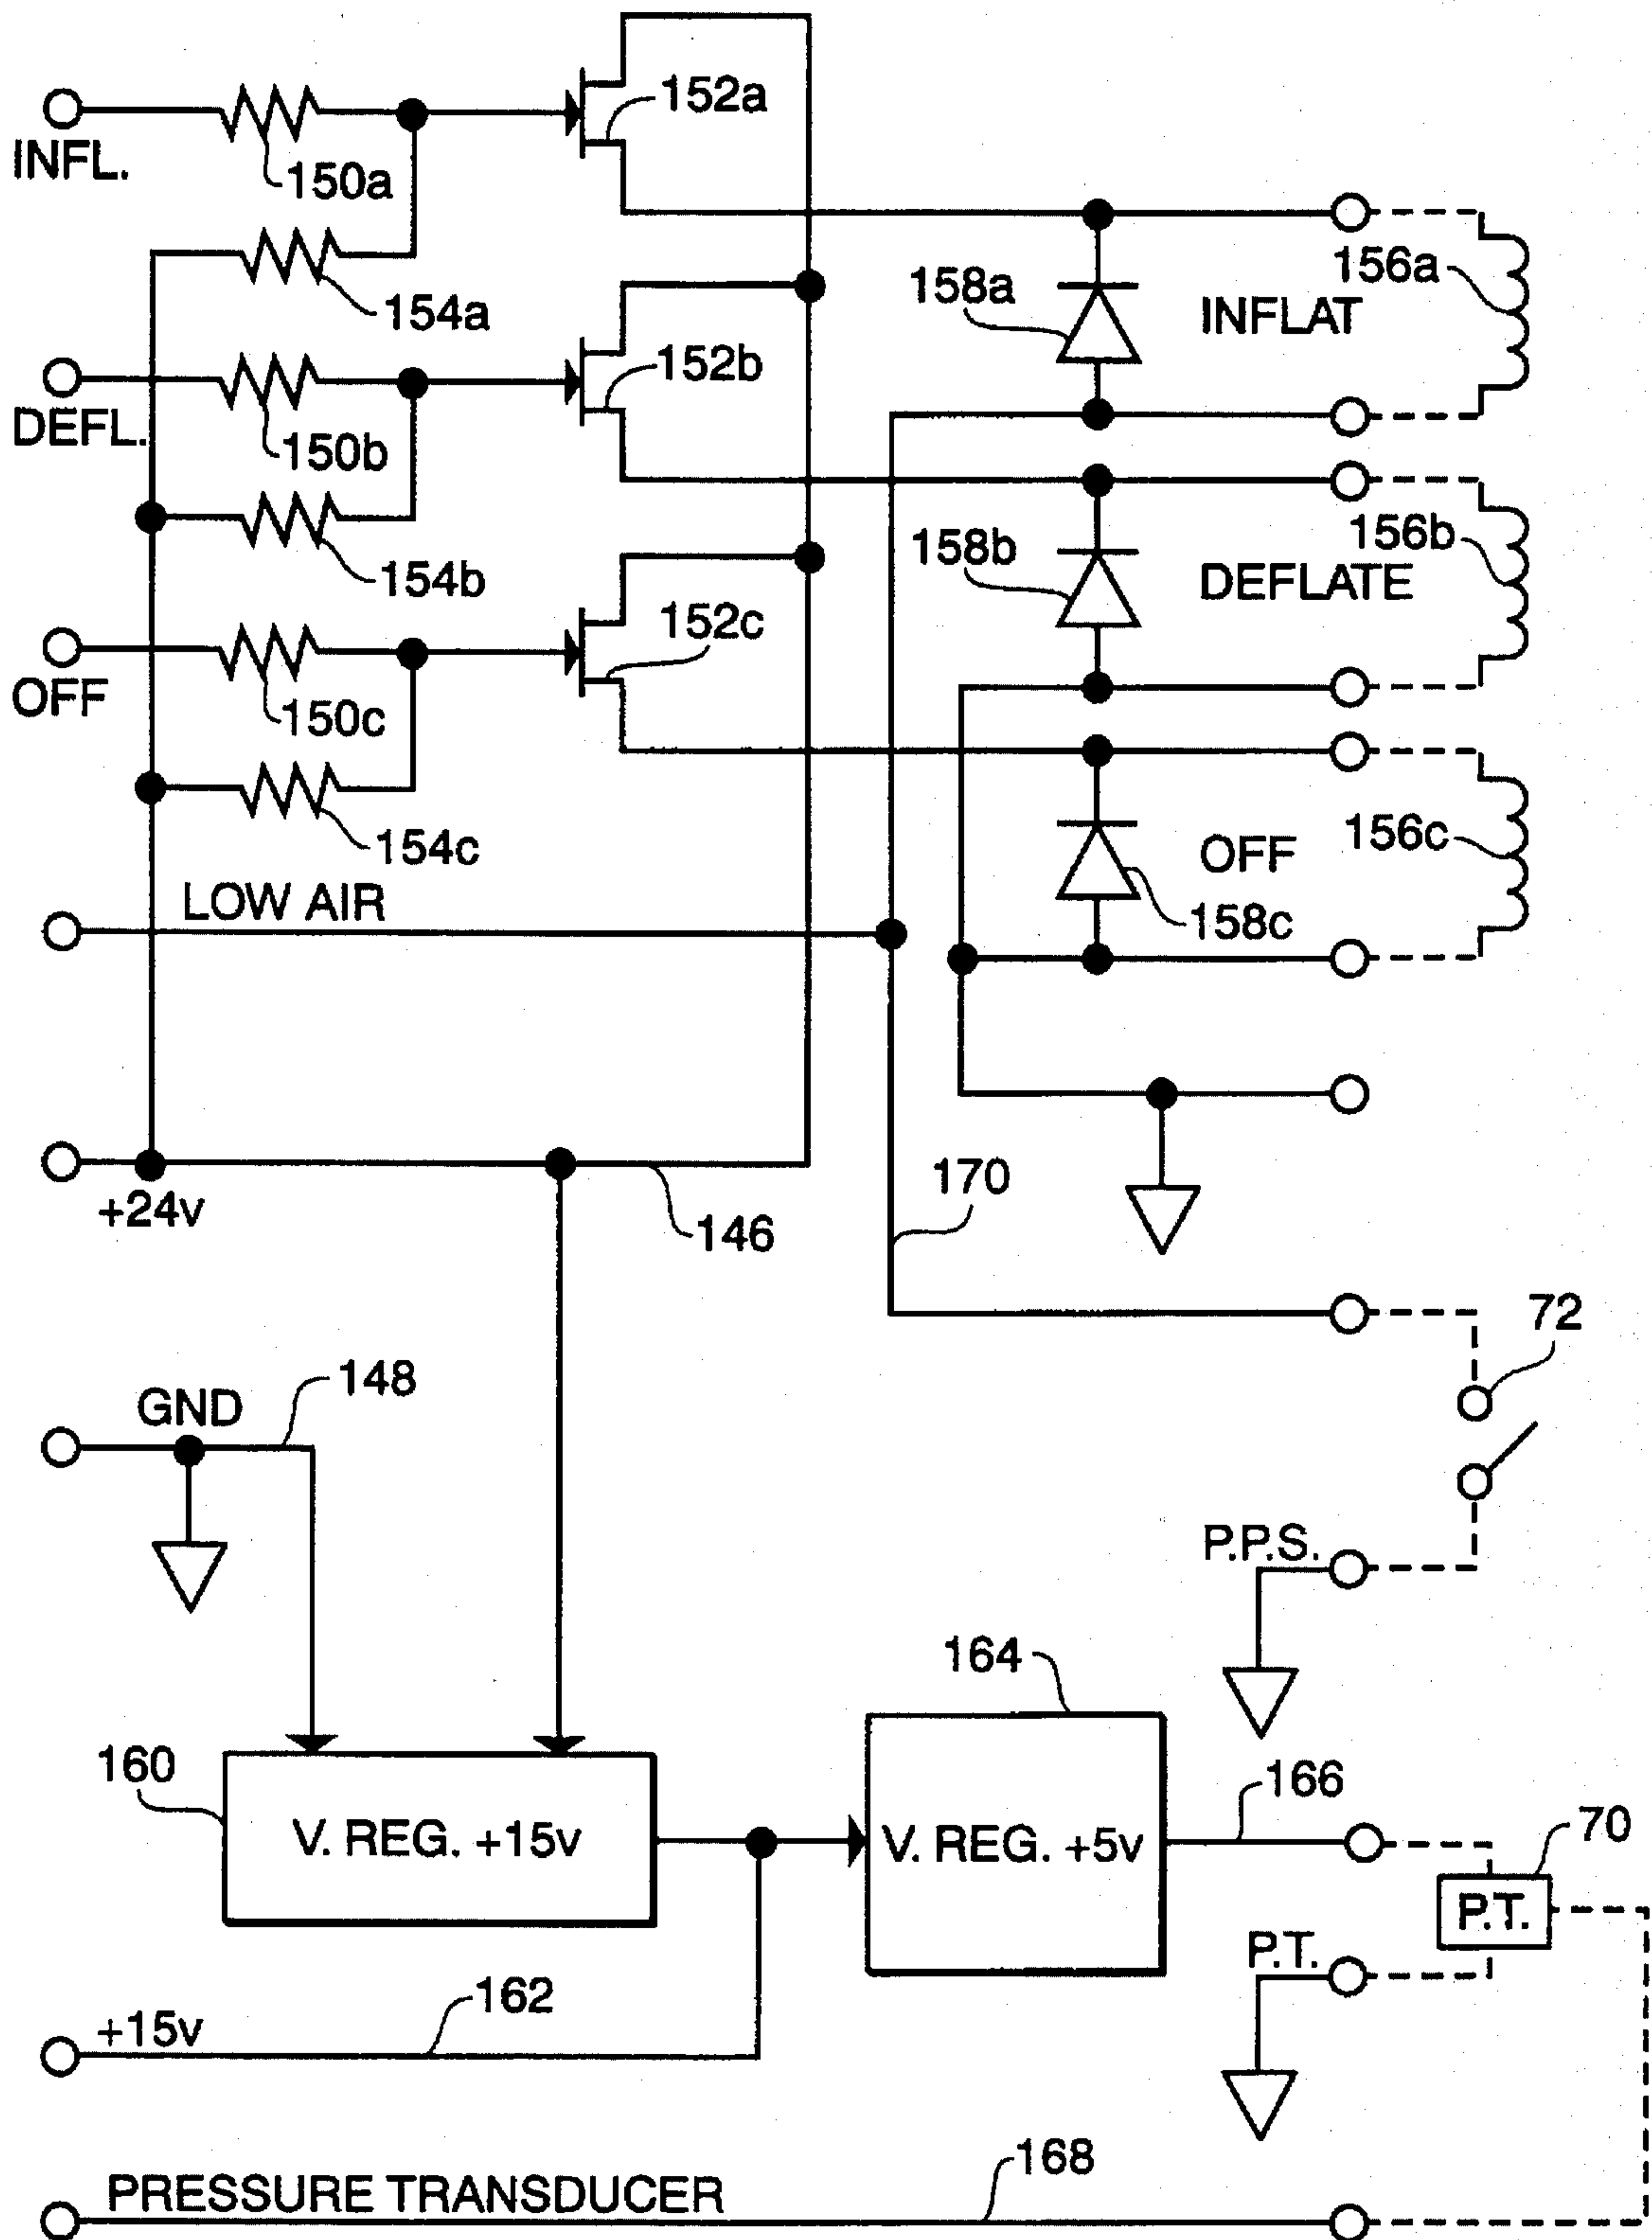 152a
INFL.
150a
156a
158a
INFLAT
154a
152b
DEFL.
150b
156b
158b
DEFLATE
154b
152c
OFF
150c
156c
OFF
154c
LOW AIR
158c
170
+24v
146
72
148
GND
P.P.S.
164
160
166
V. REG. +15v
V. REG. +5v
70
P.T.
P.T.
162
+15v
168
PRESSURE TRANSDUCER